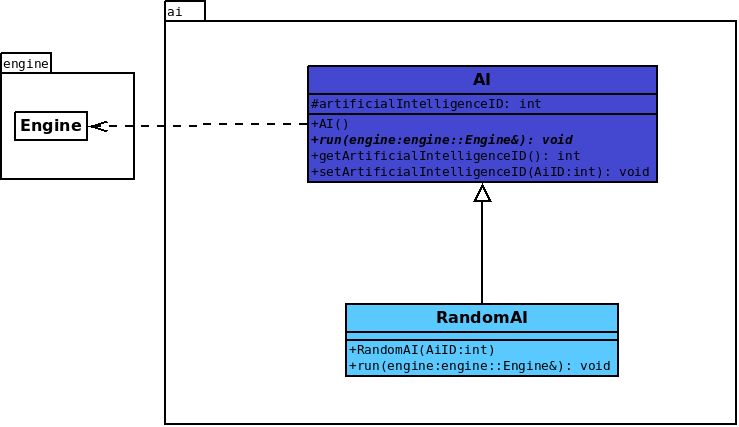 ai
engine
Engine
AI
#artificialIntelligenceID: int
+AI()
+run(engine:engine::Engine&): void
+getArtificialIntelligenceID(): int
+setArtificialIntelligenceID(AiID:int): void
RandomAI
+RandomAI(AiID:int)
+run(engine:engine::Engine&): void